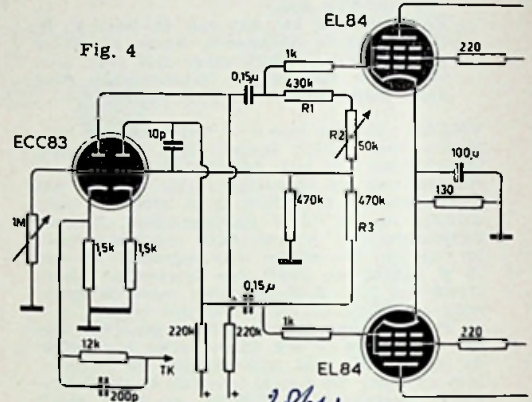 Fig. 4
EL84
220
1k
0,15µ
430k
R1
R2
50k
10p
ECC83
100µ
130
1M
470k
470k
R3
1,5k
1,5k
0,15µ
220k
220k
1k
220
12k
TK
EL84
200p
+
+